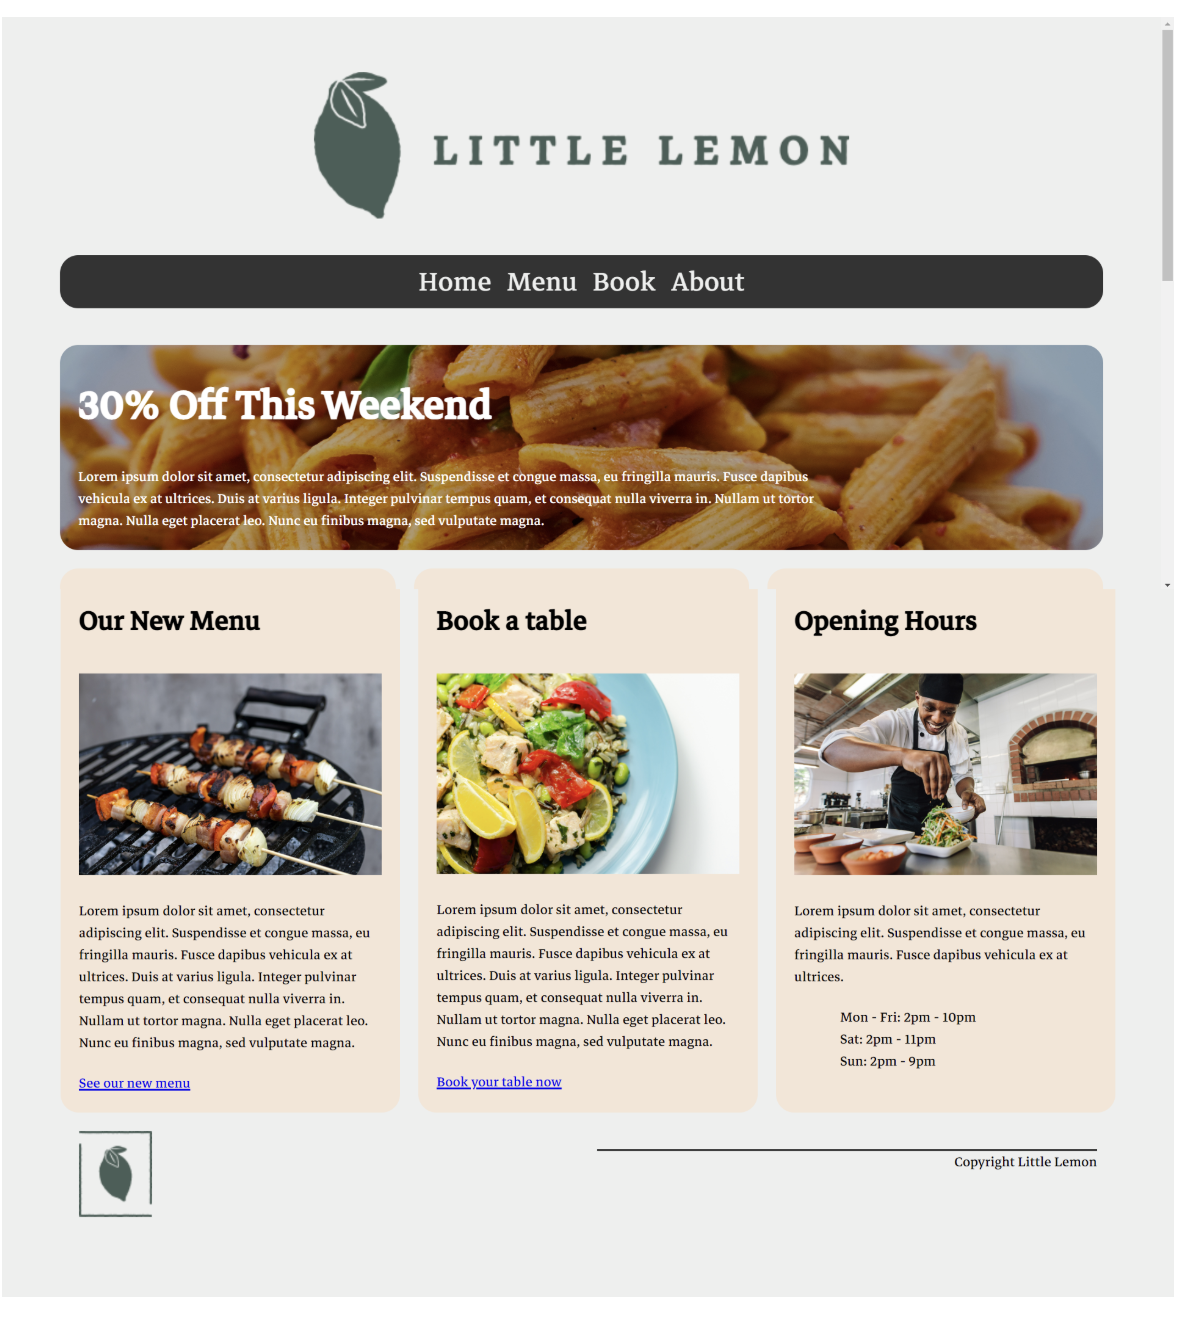 LITTLE LEMON
Home Menu Book About
30% Off This Weekend
Lorem ipsum dolor sit amet, consectetur adipiscing elit. Suspendisse et congue massa, eu fringilla mauris. Fusce dapibus
vehicula ex at ultrices. Duis at varius ligula. Integer pulvinar tempus quam, et consequat nulla viverra in. Nullam ut tortor
magna. Nulla eget placerat leo. Nunc eu finibus magna, sed vulputate magna.
Our New Menu
Lorem ipsum dolor sit amet, consectetur
adipiscing elit. Suspendisse et congue massa, eu
fringilla mauris. Fusce dapibus vehicula ex at
ultrices. Duis at varius ligula. Integer pulvinar
tempus quam, et consequat nulla viverra in.
Nullam ut tortor magna. Nulla eget placerat leo.
Nunc eu finibus magna, sed vulputate magna.
See our new menu
Book a table
Lorem ipsum dolor sit amet, consectetur
adipiscing elit. Suspendisse et congue massa, eu
fringilla mauris. Fusce dapibus vehicula ex at
ultrices. Duis at varius ligula. Integer pulvinar
tempus quam, et consequat nulla viverra in.
Nullam ut tortor magna. Nulla eget placerat leo.
Nunc eu finibus magna, sed vulputate magna.
Book your table now
Opening Hours
Lorem ipsum dolor sit amet, consectetur
adipiscing elit. Suspendisse et congue massa, eu
fringilla mauris. Fusce dapibus vehicula ex at
ultrices.
Mon - Fri: 2pm - 10pm
Sat: 2pm - 11pm
Sun: 2pm - 9pm
Copyright Little Lemon